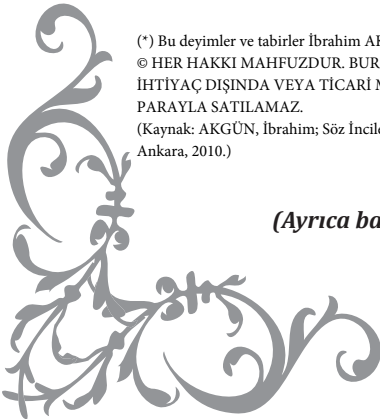 (*) Bu deyimler ve tabirler İbrahim
© HER HAKKI MAHFUZDUR.
İHTİYAÇ DIŞINDA VEYA TİCARİ
PARAYLA SATILAMAZ.
(Kaynak: AKGÜN, İbrahim; Söz
Ankara, 2010.)
(Ayrıca